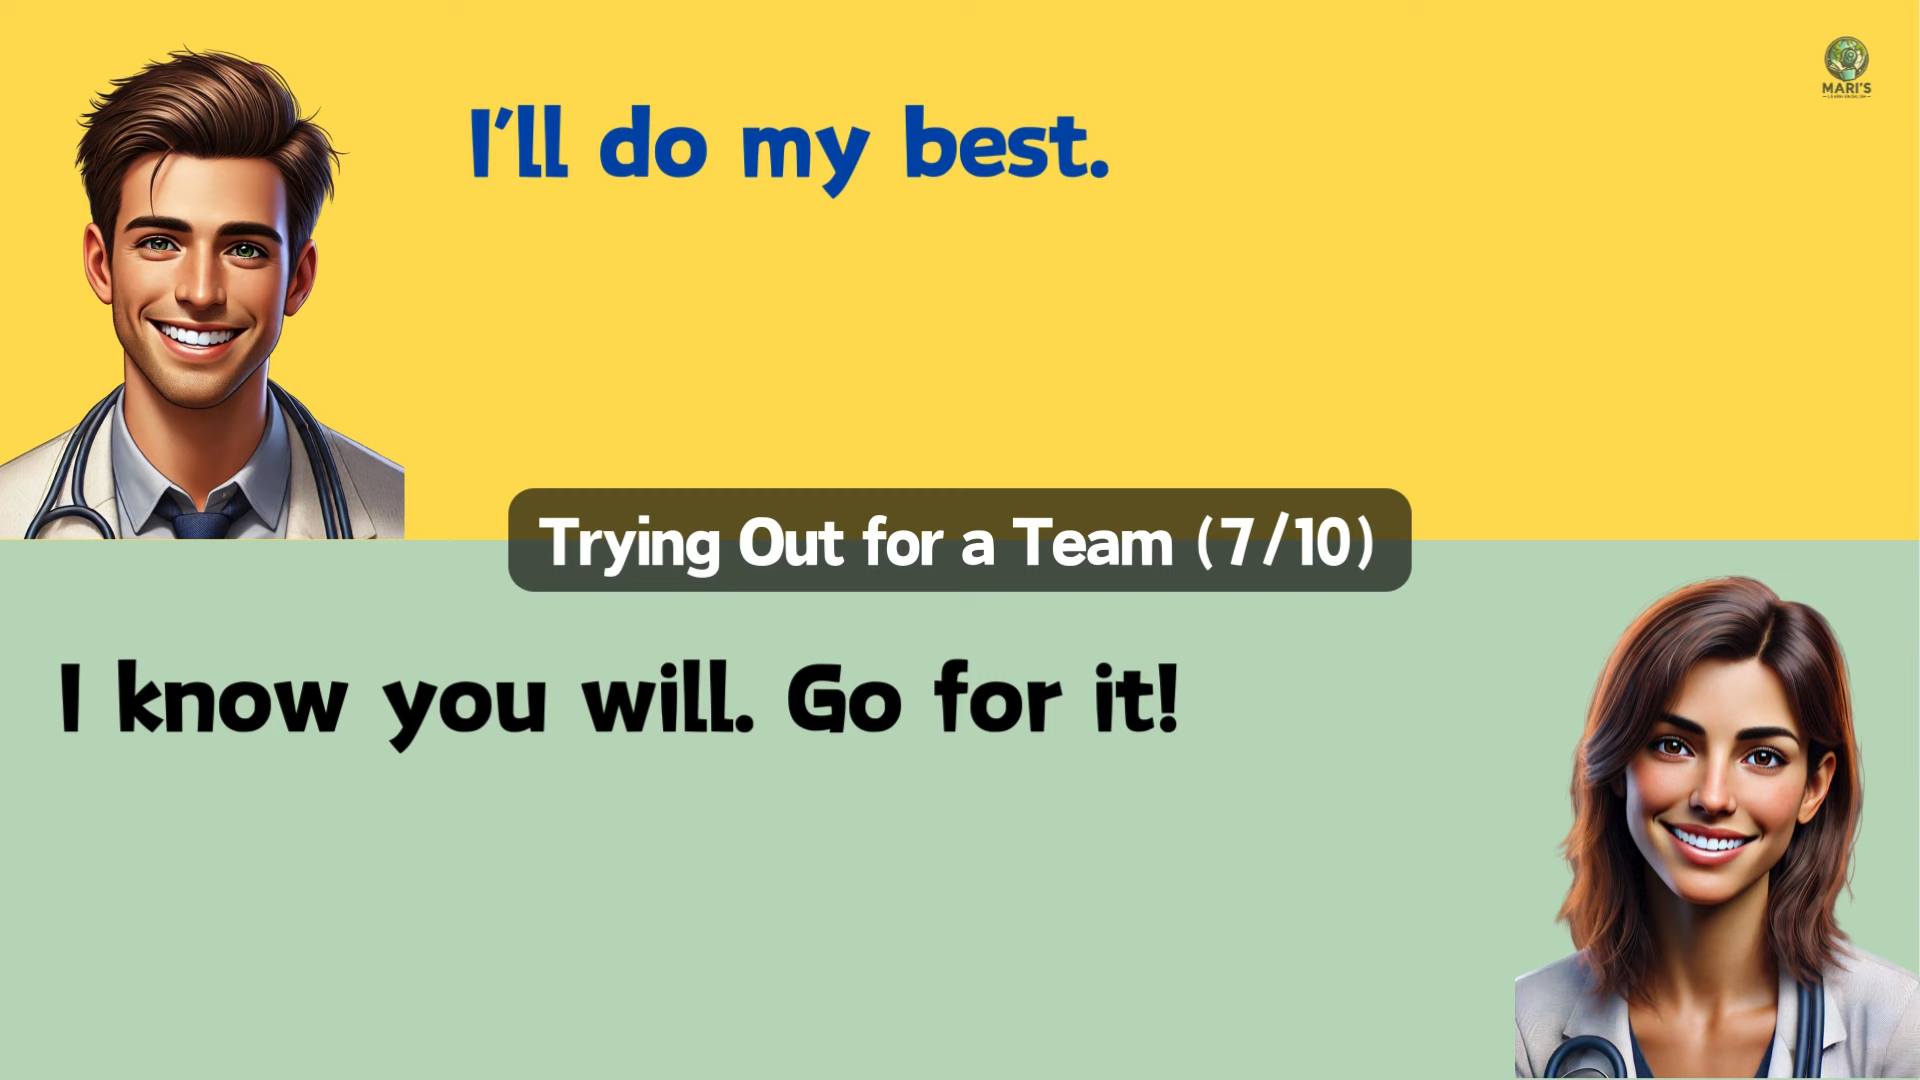 MARI'S
I'll do my best.
Trying Out for a Team (7/10)
I know you will. Go for it!